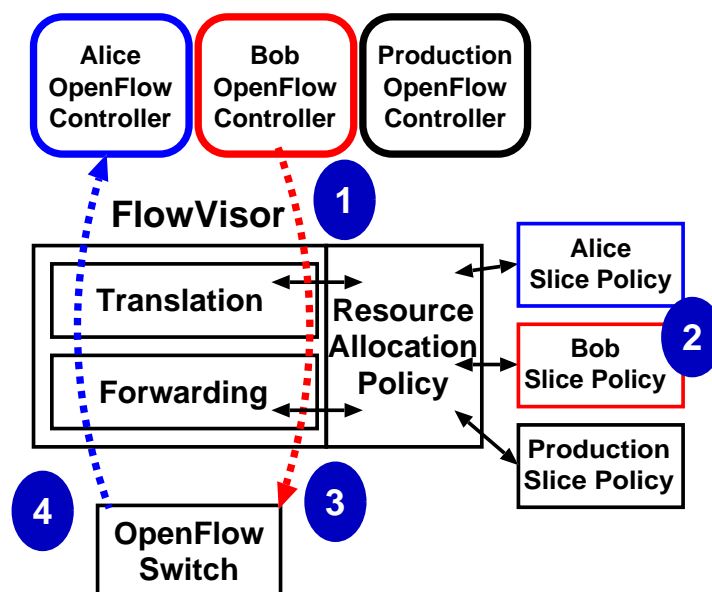 Alice
OpenFlow
Controller
Bob
OpenFlow
Controller
Production
OpenFlow
Controller
1
FlowVisor
Translation
Forwarding
Resource
Allocation
Policy
Alice
Slice Policy
2
Bob
Slice Policy
Production
Slice Policy
4
3
OpenFlow
Switch